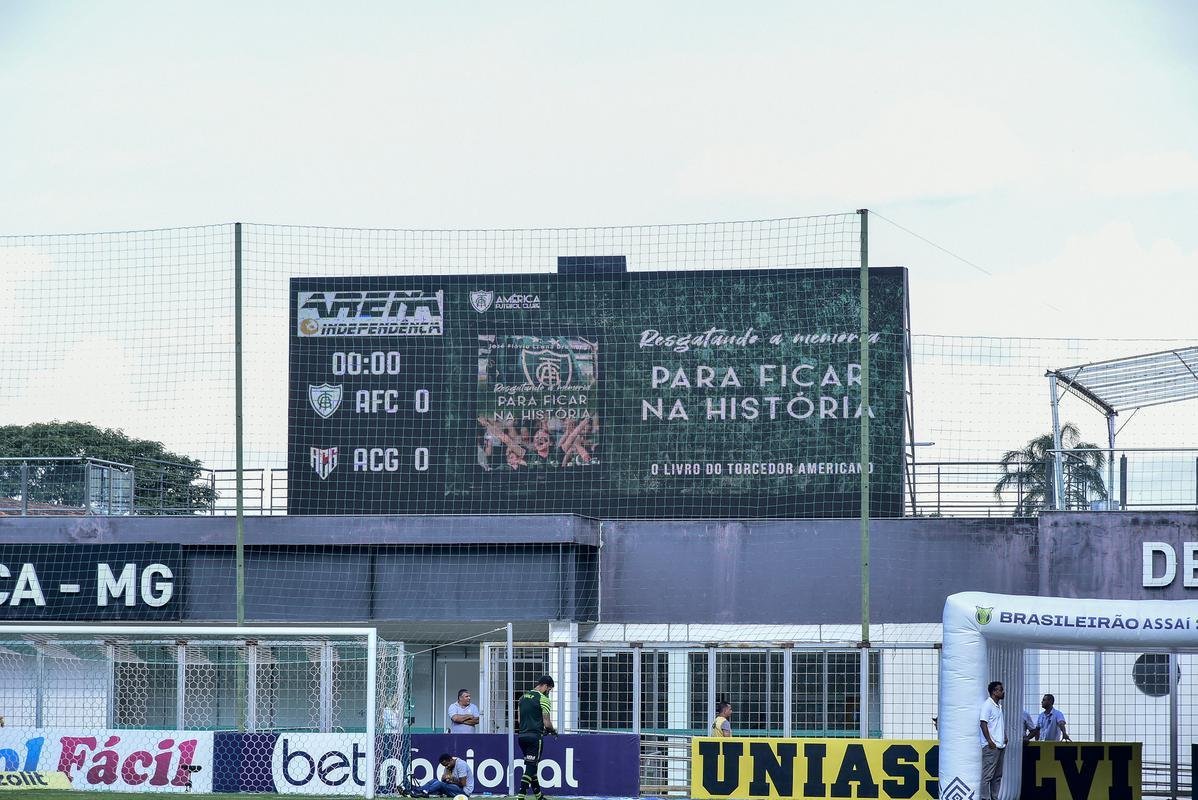 ARENA
INDEPENDÊNCIA
00:00
AFC 0
ACG 0
AMÉRICA
FUTEBOL CLUBE
Resgatando a memória
PARA FICAR
NA HISTÓRIA
Resgatando a memória
PARA FICAR
NA HISTÓRIA
O LIVRO DO TORCEDOR AMERICANO
CA - MG
DE
BRASILEIRÃO ASSAÍ
Fácil
zolit
betnacional
UNIASS LVI